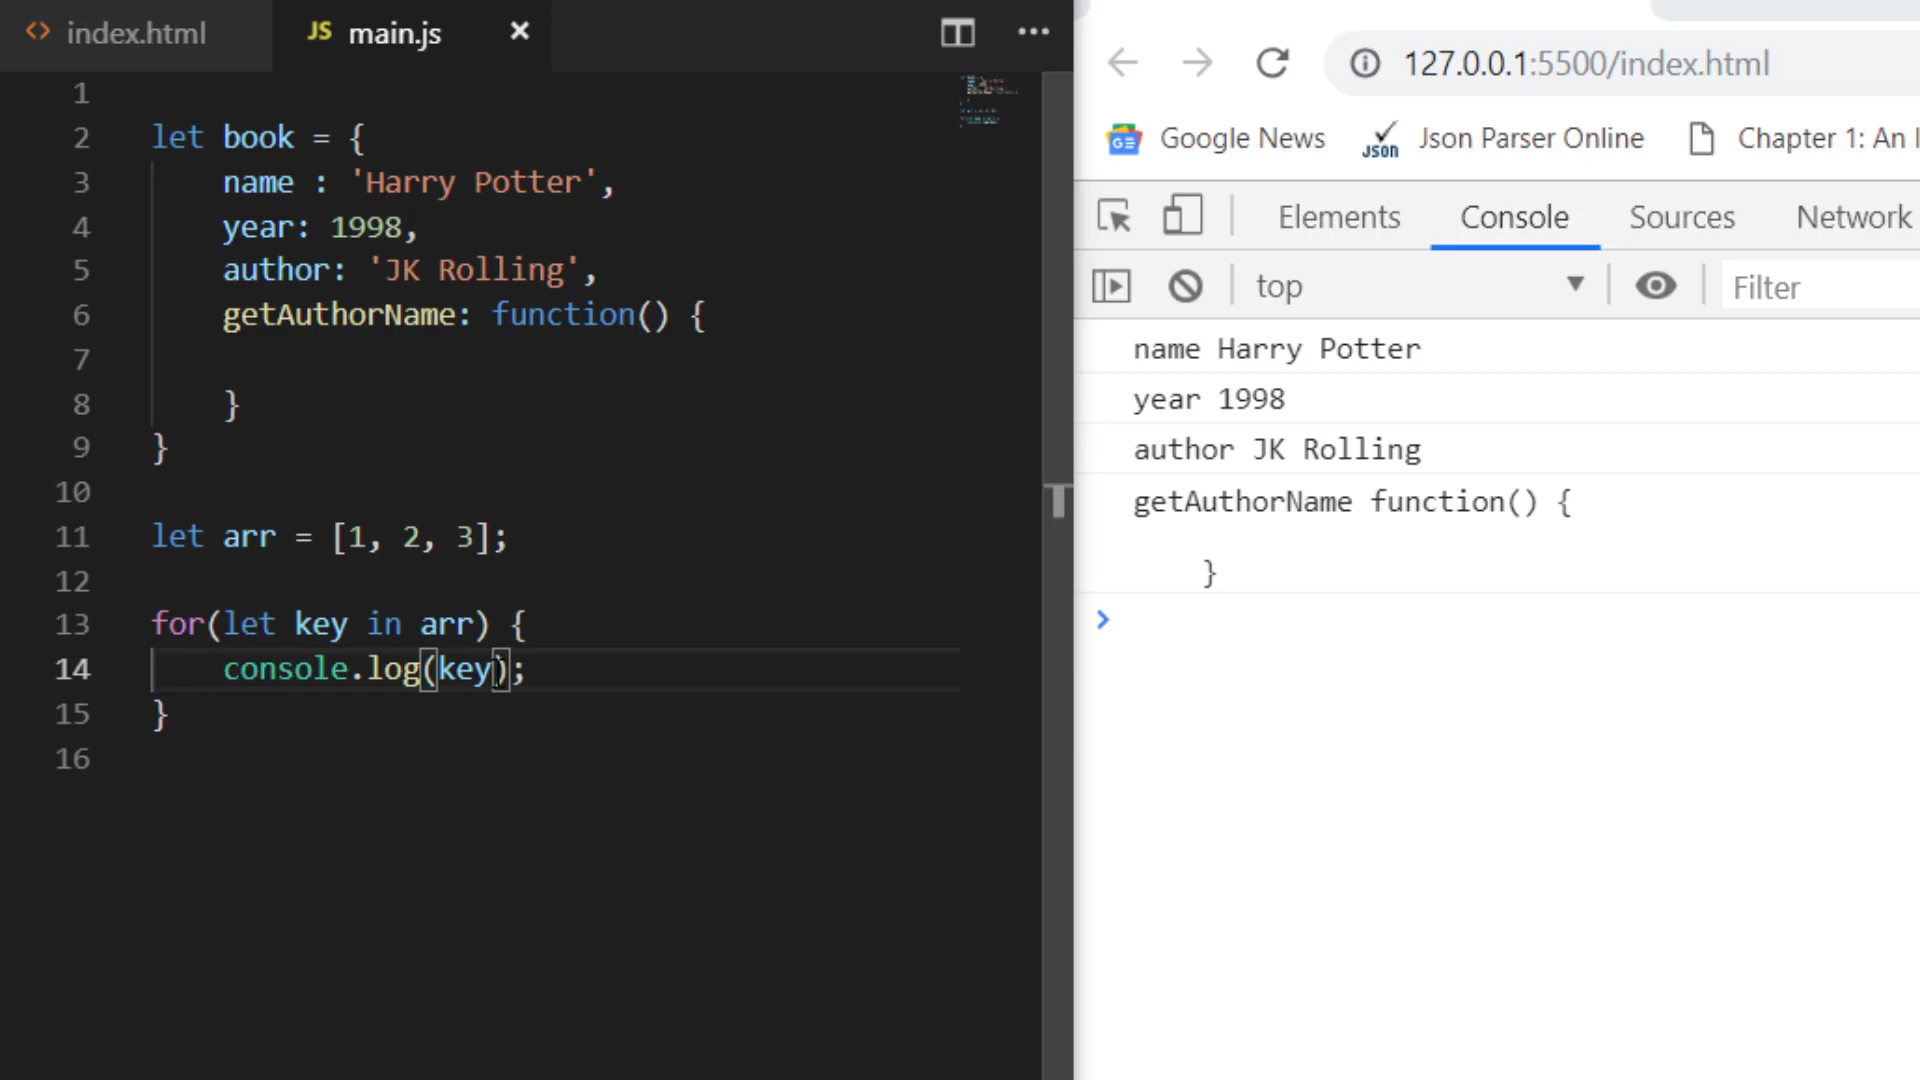 index.html
JS main.js
1
2 let book = {
3 name : 'Harry Potter',
4 year: 1998,
5 author: 'JK Rolling',
6 getAuthorName: function() {
7
8 }
9 }
10
11 let arr = [1, 2, 3];
12
13 for(let key in arr) {
14 console.log(key);
15 }
16
127.0.0.1:5500/index.html
GE Google News JSON Json Parser Online Chapter 1: An
Elements Console Sources Network
top Filter
name Harry Potter
year 1998
author JK Rolling
getAuthorName function() {
}